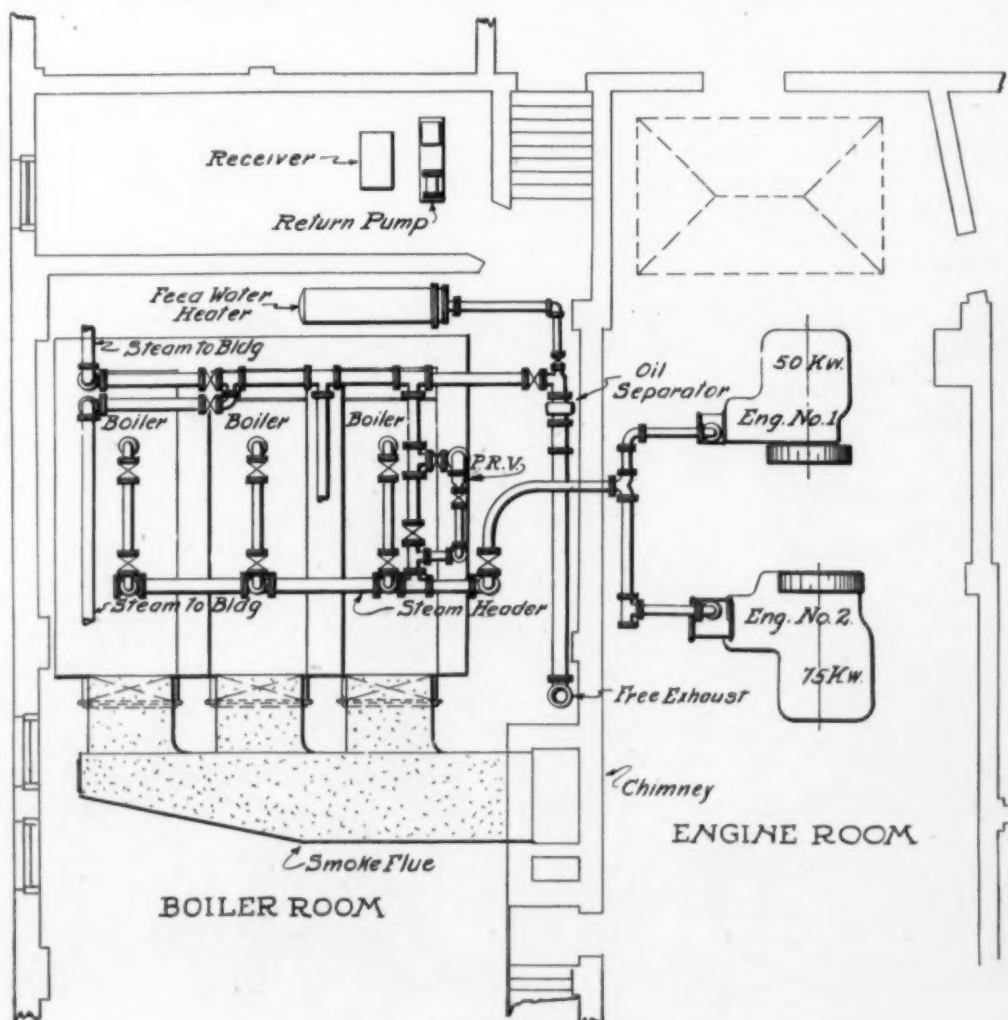 Receiver
Return Pump
Feed Water
Heater
Steam to Bldg
Oil
Separator
50 Kw.
Eng. No. 1
Boiler
Boiler
Boiler
P.R.V.
Steam to Bldg
Steam Header
Eng. No. 2.
75 Kw.
Free Exhaust
Chimney
ENGINE ROOM
Smoke Flue
BOILER ROOM